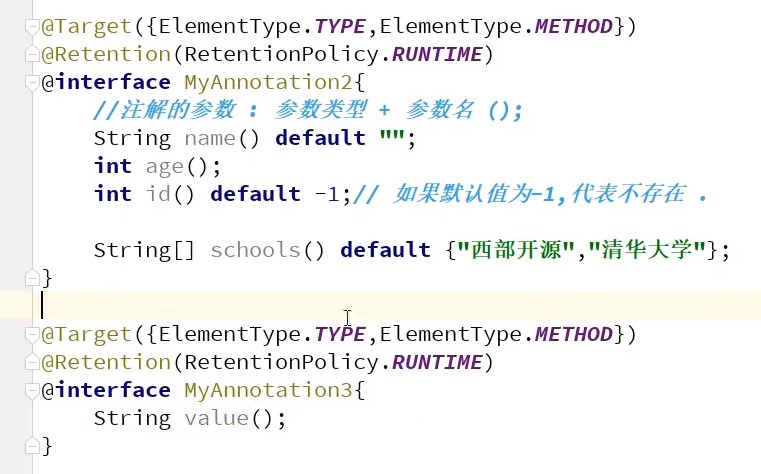 @Target({ElementType.TYPE,ElementType.METHOD})
@Retention(RetentionPolicy.RUNTIME)
@interface MyAnnotation2{
    //注解的参数 : 参数类型 + 参数名 ();
    String name() default "";
    int age();
    int id() default -1;// 如果默认值为-1,代表不存在 .
    String[] schools() default {"西部开源","清华大学"};
}
@Target({ElementType.TYPE,ElementType.METHOD})
@Retention(RetentionPolicy.RUNTIME)
@interface MyAnnotation3{
    String value();
}